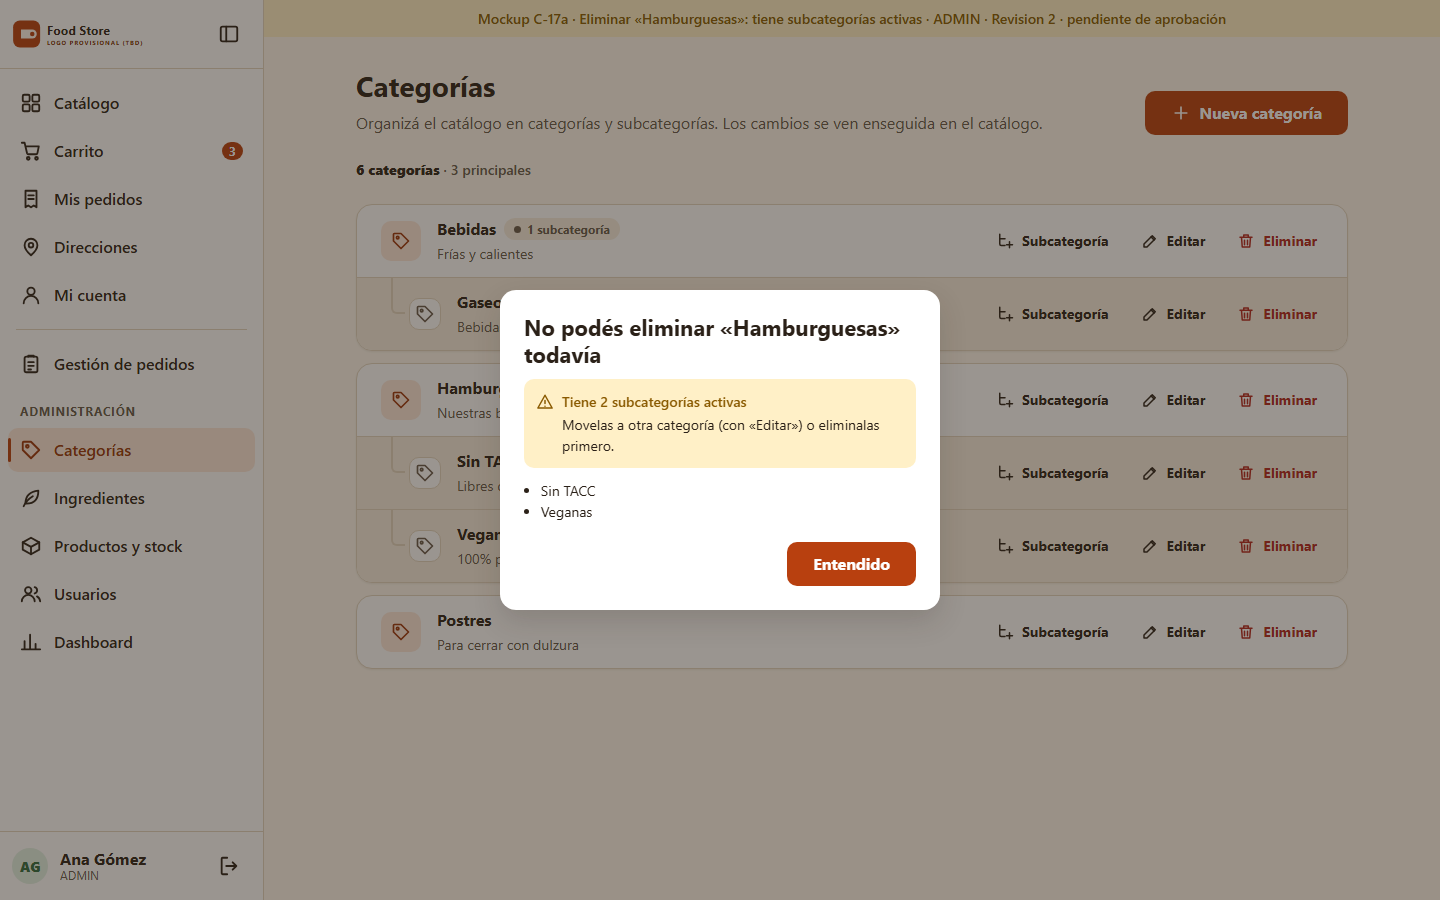 Food Store
LOGO PROVISIONAL (TBD)
Catálogo
Carrito
3
Mis pedidos
Direcciones
Mi cuenta
Gestión de pedidos
ADMINISTRACIÓN
Categorías
Ingredientes
Productos y stock
Usuarios
Dashboard
AG
Ana Gómez
ADMIN
Mockup C-17a · Eliminar «Hamburguesas»: tiene subcategorías activas · ADMIN · Revision 2 · pendiente de aprobación
Categorías
Organizá el catálogo en categorías y subcategorías. Los cambios se ven enseguida en el catálogo.
Nueva categoría
6 categorías · 3 principales
Bebidas
1 subcategoría
Frías y calientes
Subcategoría Editar Eliminar
Subcategoría Editar Eliminar
Subcategoría Editar Eliminar
Nuestras
Subcategoría Editar Eliminar
Sin
Libres
Subcategoría Editar Eliminar
100%
Postres
Para cerrar con dulzura
Subcategoría Editar Eliminar
No podés eliminar «Hamburguesas»
todavía
Tiene 2 subcategorías activas
Movelas a otra categoría (con «Editar») o eliminalas
primero.
Sin TACC
Veganas
Entendido